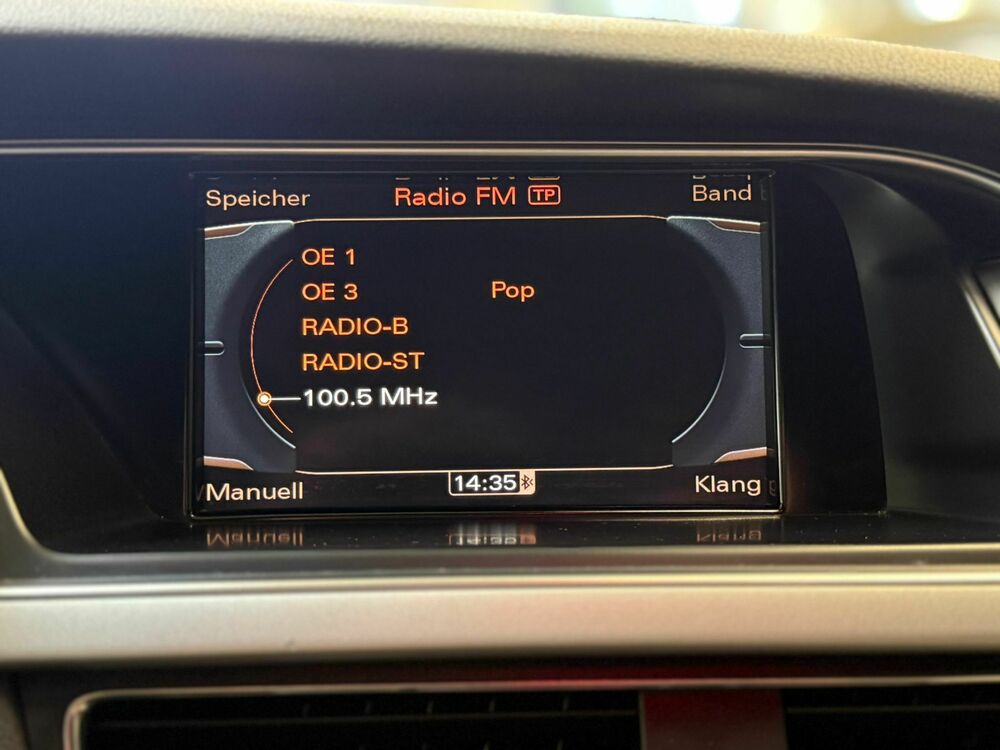 Speicher
Radio FM TP
Band
OE 1
OE 3 Pop
RADIO-B
RADIO-ST
100.5 MHz
Manuell
14:35
Klang